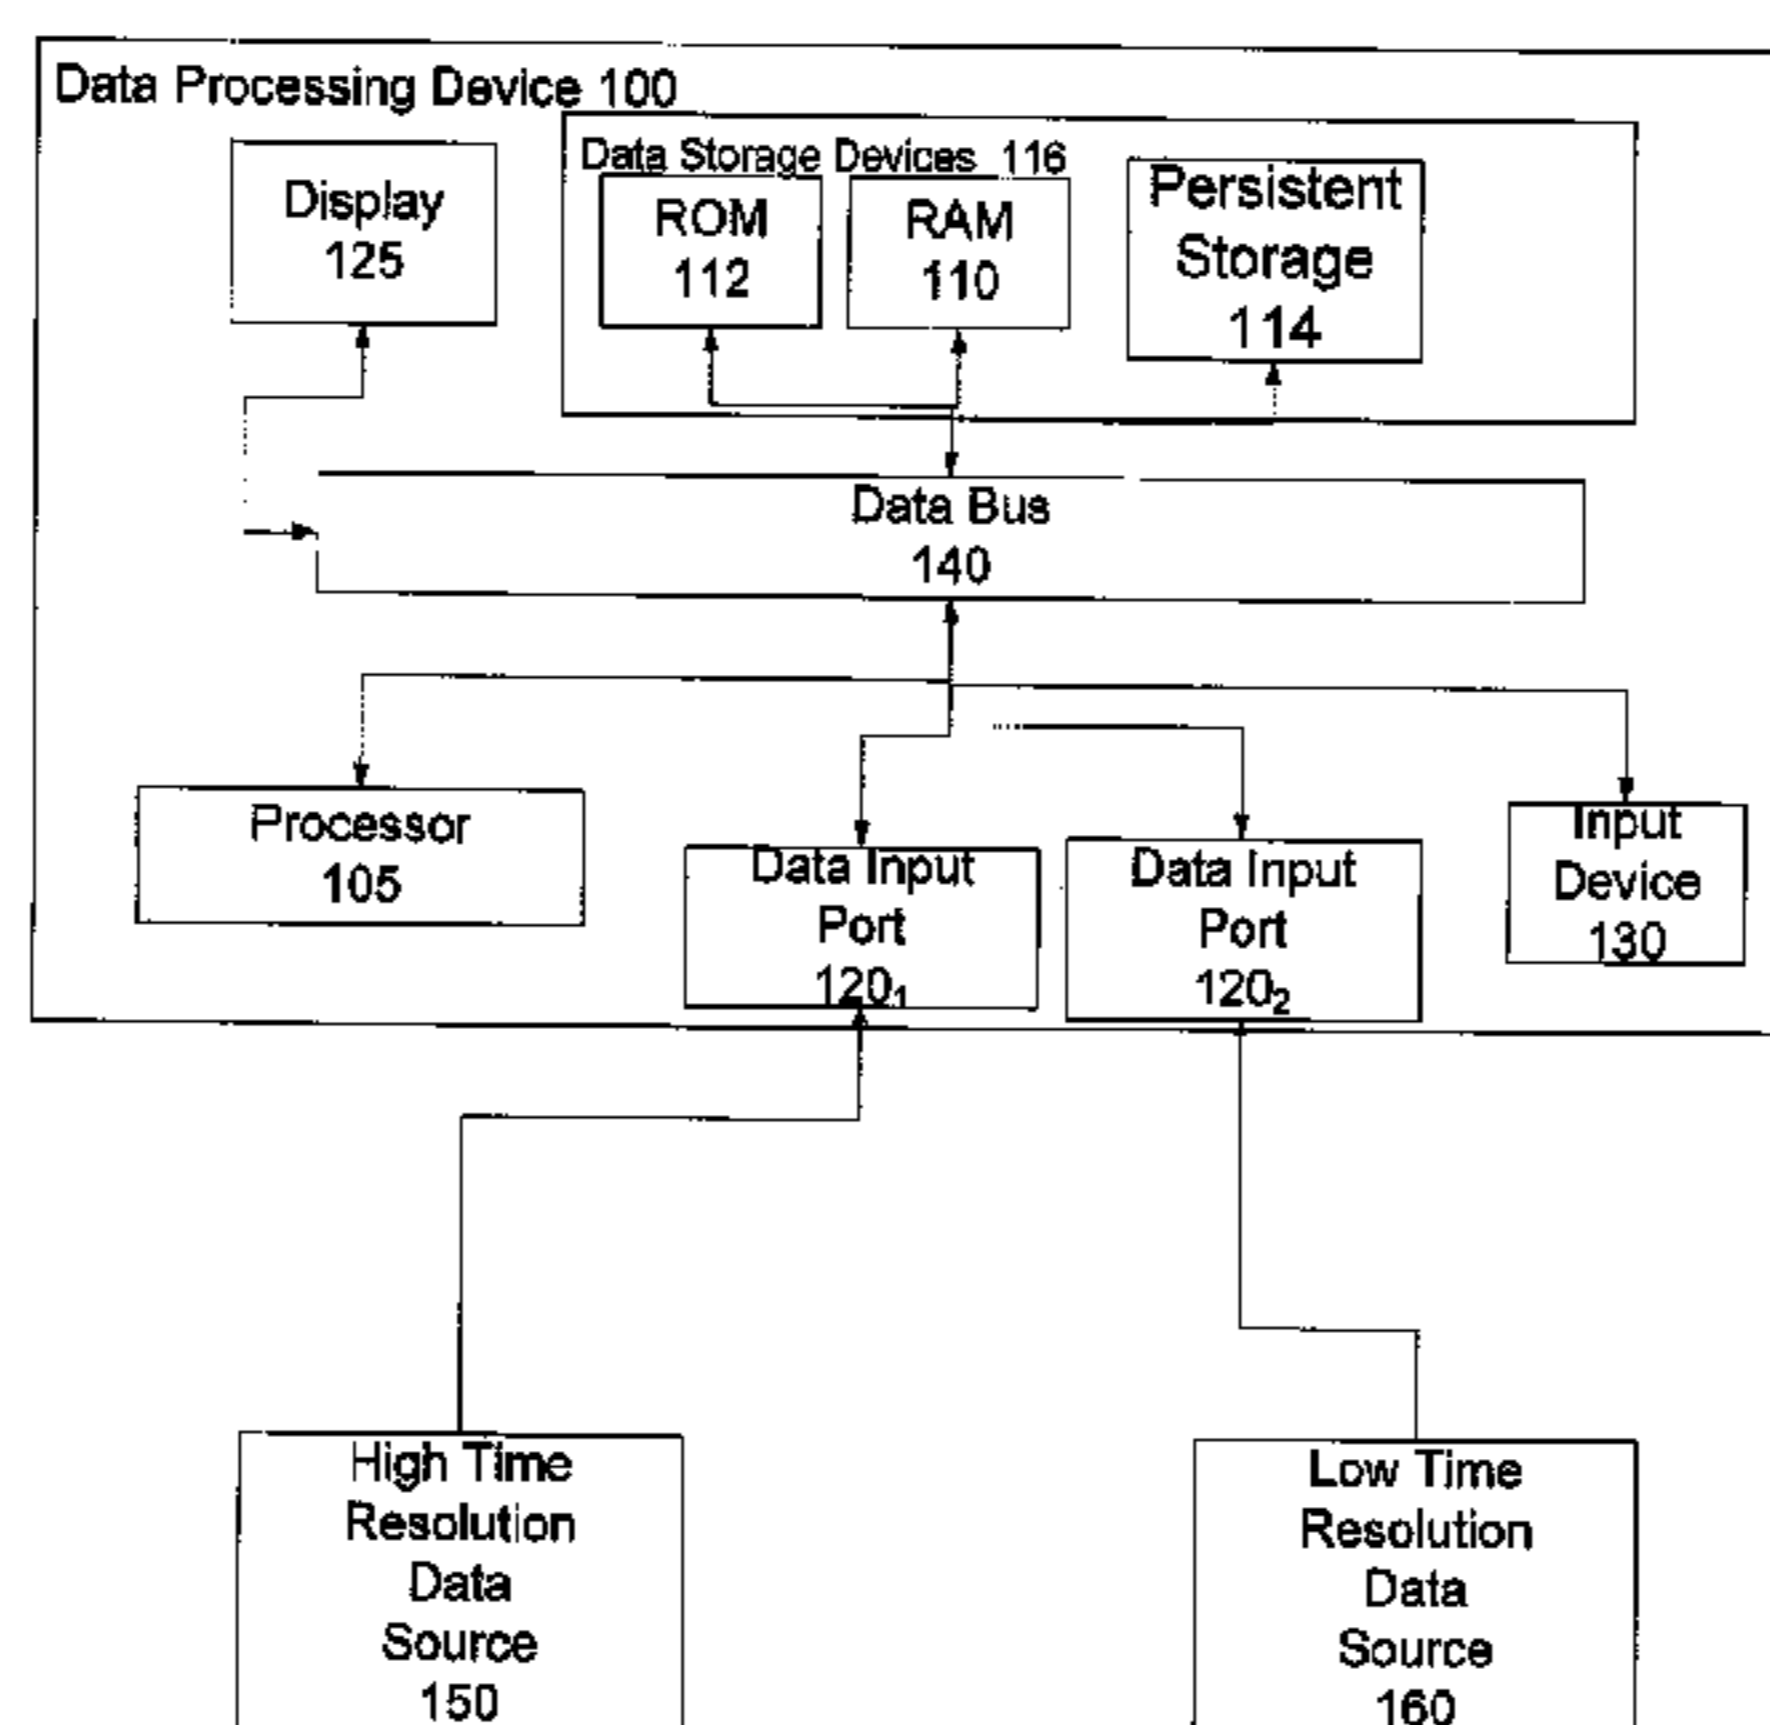 Data Processing Device 100
Display
125
Data Storage Devices 116
ROM
112
RAM
110
Persistent
Storage
114
Data Bus
140
Processor
105
Data Input
Port
120₁
Data Input
Port
120₂
Input
Device
130
High Time
Resolution
Data
Source
150
Low Time
Resolution
Data
Source
160